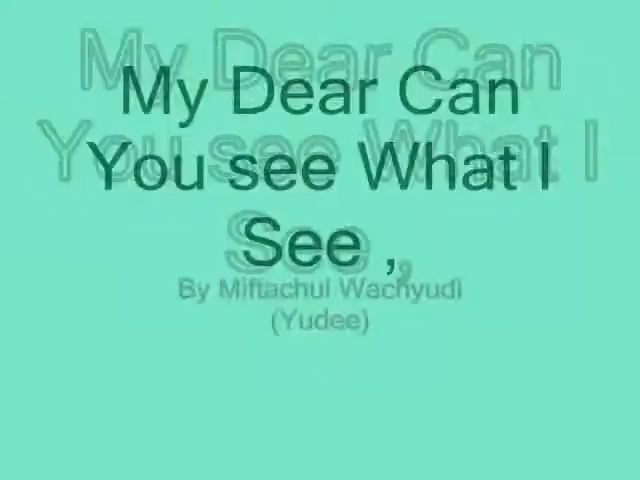 My Dear Can
You see What I
See ,
By Miftachul Wachyudi
(Yudee)